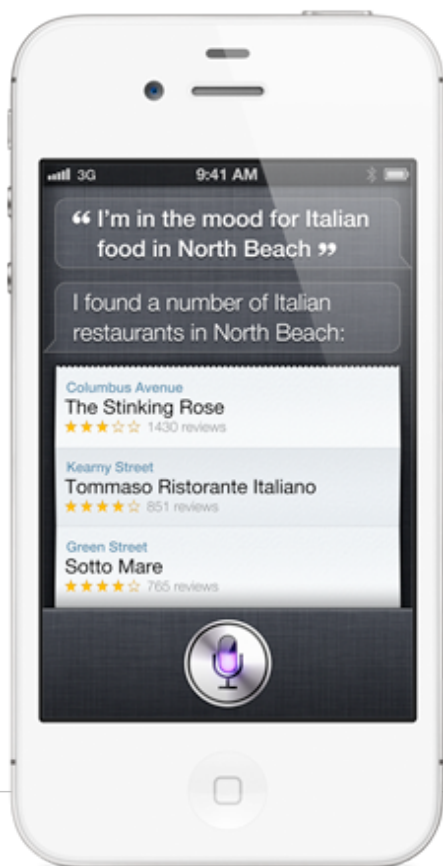 3G 9:41 AM
“ I'm in the mood for Italian
food in North Beach ”
I found a number of Italian
restaurants in North Beach:
Columbus Avenue
The Stinking Rose
1430 reviews
Kearny Street
Tommaso Ristorante Italiano
851 reviews
Green Street
Sotto Mare
765 reviews